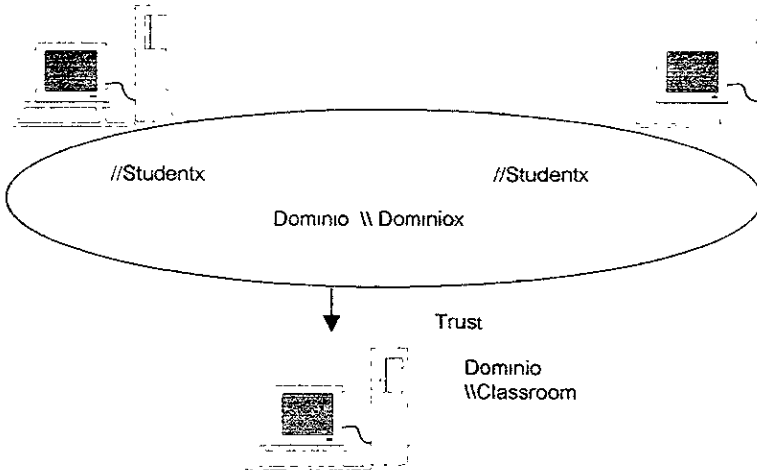 //Studentx
//Studentx
Dominio \\ Dominiox
Trust
Dominio
\\Classroom